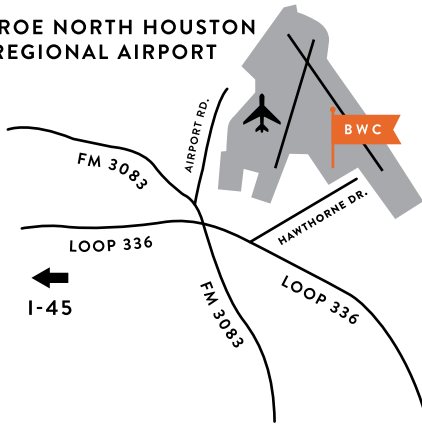 ROE NORTH HOUSTON
REGIONAL AIRPORT
AIRPORT RD.
BWC
FM 3083
HAWTHORNE DR.
LOOP 336
I-45
FM 3083
LOOP 336